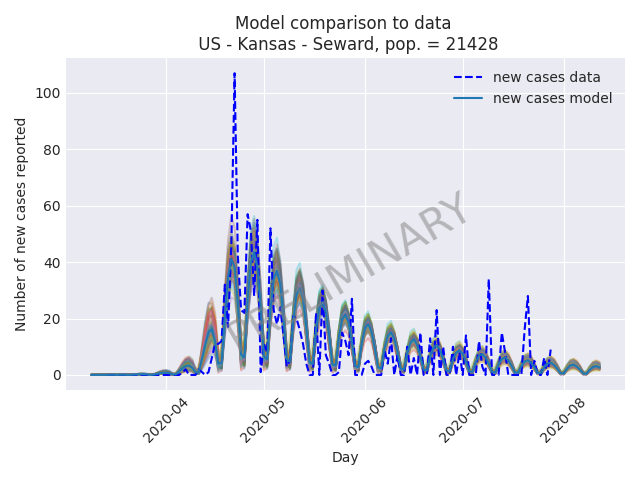 Model comparison to data
US - Kansas - Seward, pop. = 21428
new cases data
new cases model
Number of new cases reported
100
80
60
40
20
0
PRELIMINARY
2020-04
2020-05
2020-06
2020-07
2020-08
Day